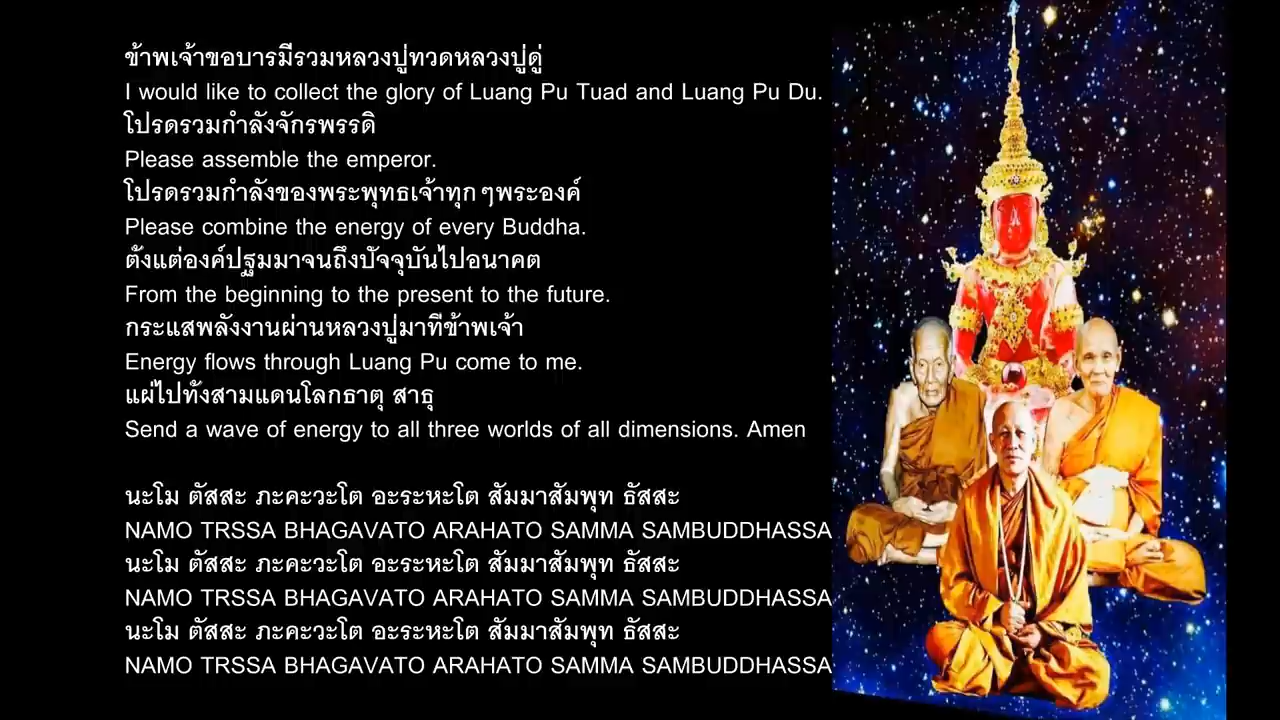 ข้าพเจ้าขอบารมีรวมหลวงปู่ทวดหลวงปู่ดู่
I would like to collect the glory of Luang Pu Tuad and Luang Pu Du.
โปรดรวมกำลังจักรพรรดิ
Please assemble the emperor.
โปรดรวมกำลังของพระพุทธเจ้าทุกๆพระองค์
Please combine the energy of every Buddha.
ตั้งแต่องค์ปฐมมาจนถึงปัจจุบันไปอนาคต
From the beginning to the present to the future.
กระแสพลังงานผ่านหลวงปู่มาทีข้าพเจ้า
Energy flows through Luang Pu come to me.
แผ่ไปทั้งสามแดนโลกธาตุ สาธุ
Send a wave of energy to all three worlds of all dimensions. Amen
นะโม ตัสสะ ภะคะวะโต อะระหะโต สัมมาสัมพุท ธัสสะ
NAMO TRSSA BHAGAVATO ARAHATO SAMMA SAMBUDDHASSA
นะโม ตัสสะ ภะคะวะโต อะระหะโต สัมมาสัมพุท ธัสสะ
NAMO TRSSA BHAGAVATO ARAHATO SAMMA SAMBUDDHASSA
นะโม ตัสสะ ภะคะวะโต อะระหะโต สัมมาสัมพุท ธัสสะ
NAMO TRSSA BHAGAVATO ARAHATO SAMMA SAMBUDDHASSA